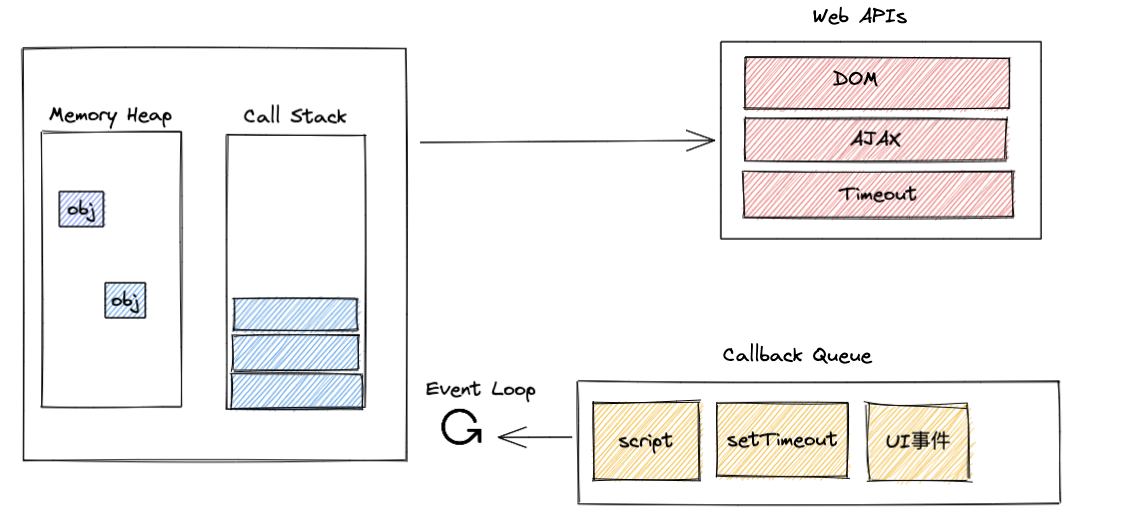 Web APIs
DOM
AJAX
Timeout
Memory Heap
Call Stack
obj
obj
Callback Queue
Event Loop
script
setTimeout
UI事件